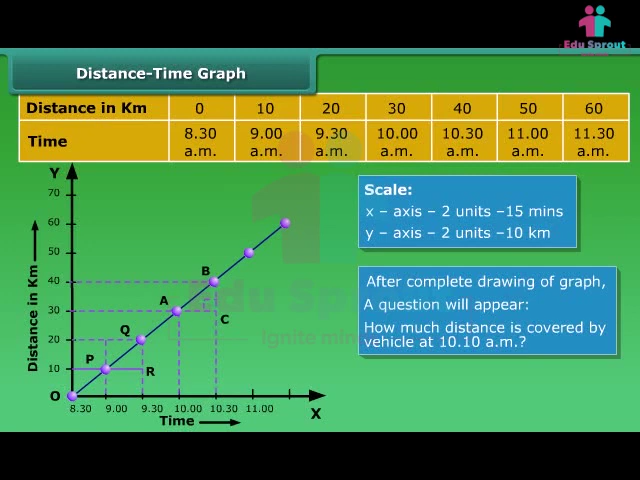 Edu Sprout
Distance-Time Graph
Distance in Km 0 10 20 30 40 50 60
Time 8.30 a.m. 9.00 a.m. 9.30 a.m. 10.00 a.m. 10.30 a.m. 11.00 a.m. 11.30 a.m.
Y
70
60
50
40
30
20
10
O
Distance in Km
P
Q
R
A
B
C
8.30 9.00 9.30 10.00 10.30 11.00
X
Time
Scale:
x – axis – 2 units –15 mins
y – axis – 2 units –10 km
After complete drawing of graph,
A question will appear:
How much distance is covered by
vehicle at 10.10 a.m.?
Edu Sprout